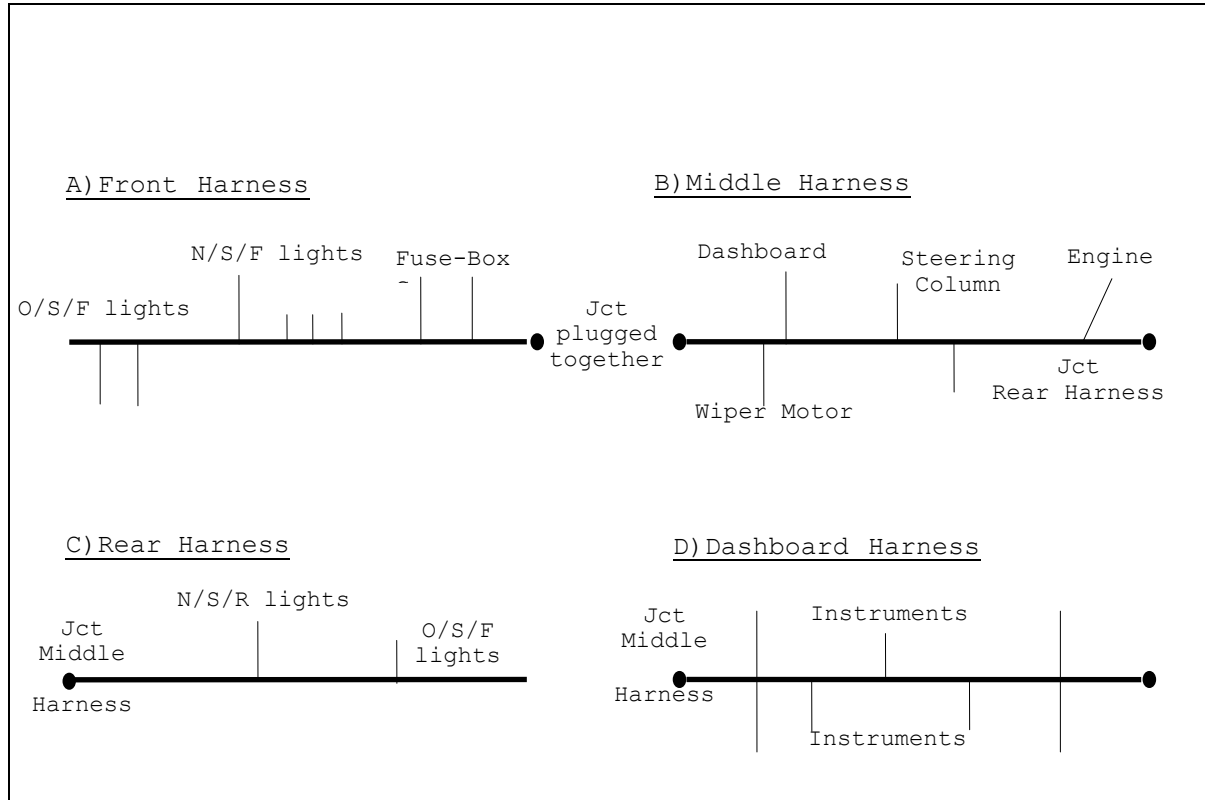 A)Front Harness
B)Middle Harness
N/S/F lights
Fuse-Box
O/S/F lights
Jct
plugged
together
Dashboard
Steering
Column
Engine
Wiper Motor
Jct
Rear Harness
C)Rear Harness
D)Dashboard Harness
N/S/R lights
Jct
Middle
Harness
O/S/F
lights
Jct
Middle
Harness
Instruments
Instruments